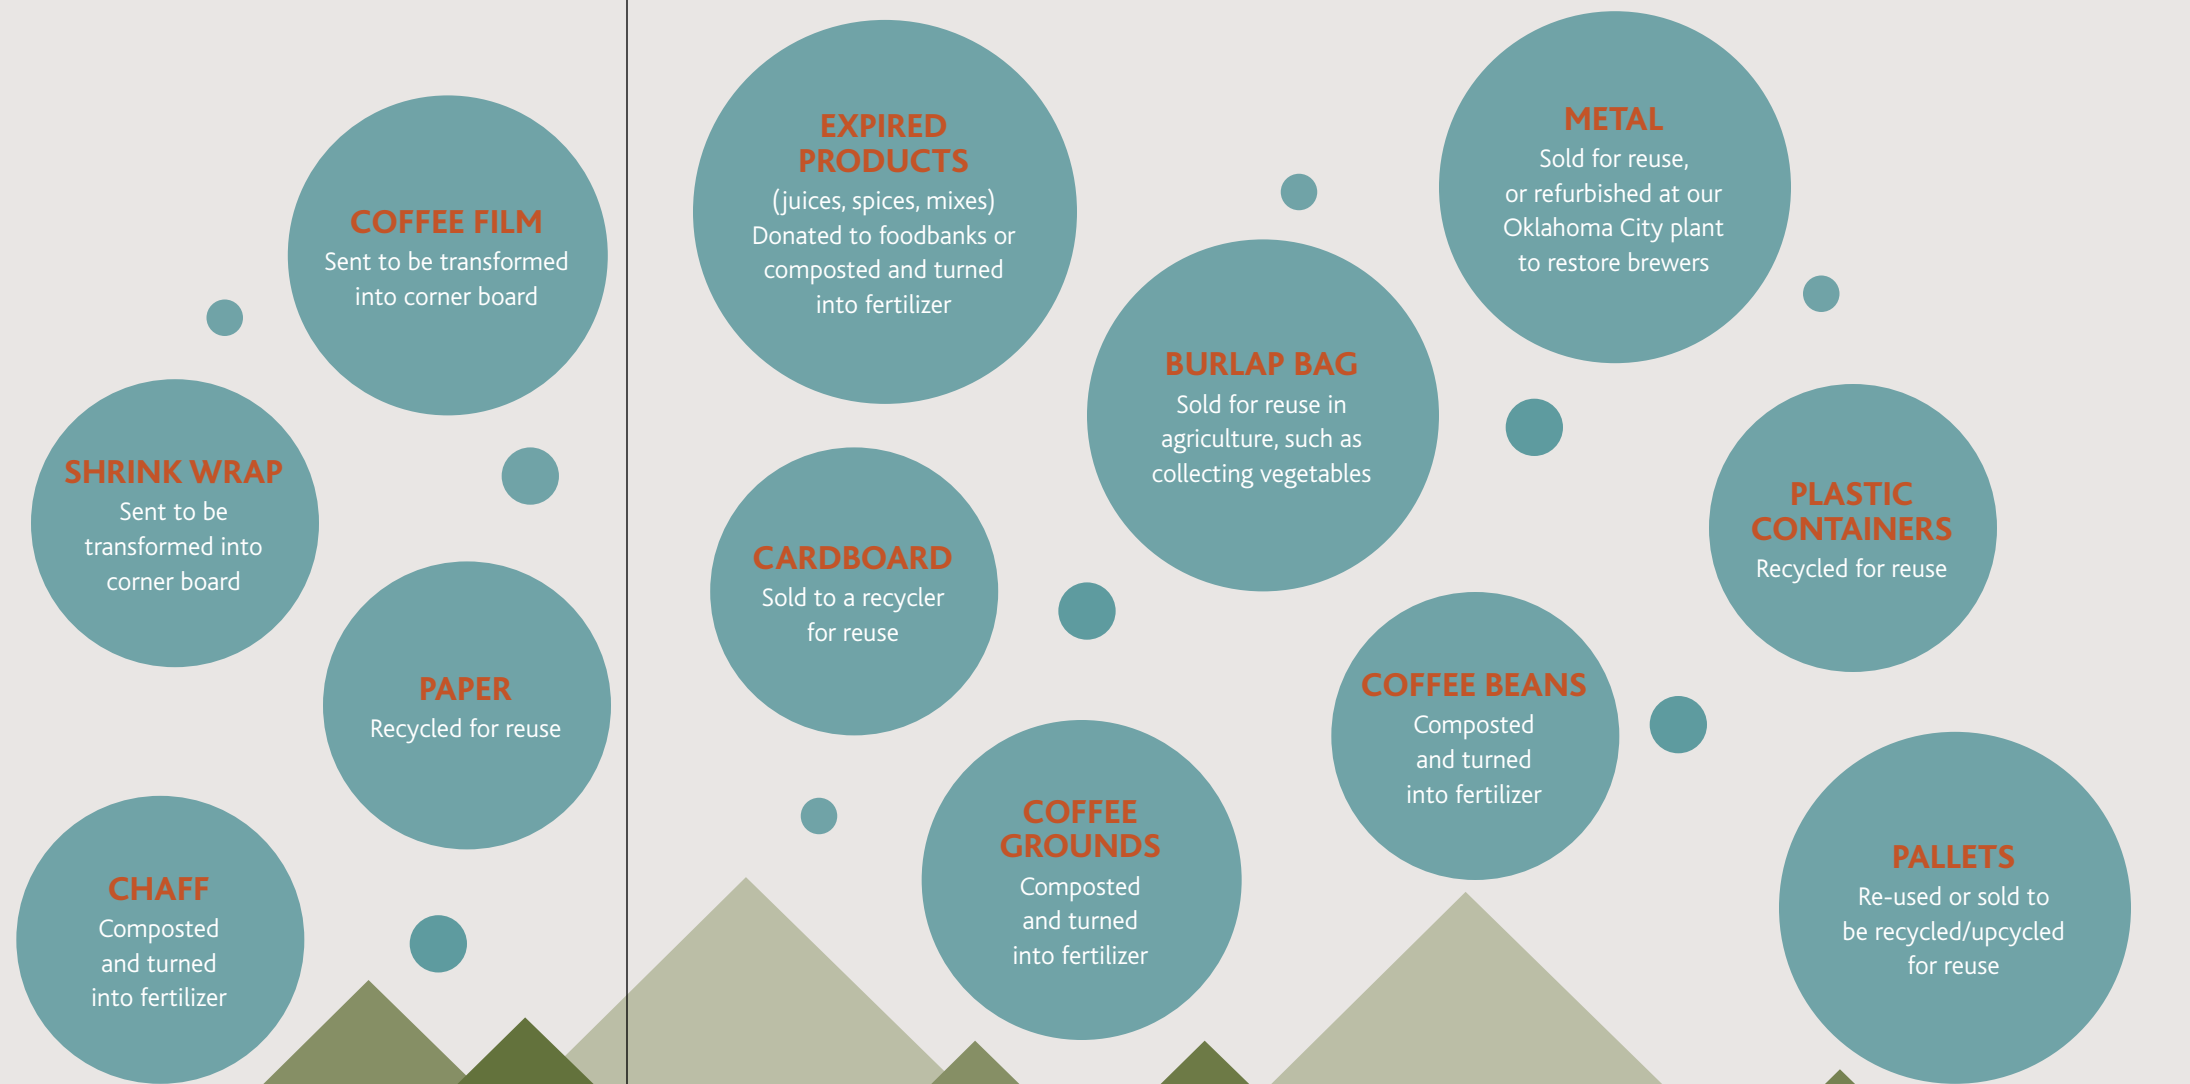 COFFEE FILM
Sent to be transformed
into corner board
SHRINK WRAP
Sent to be
transformed into
corner board
PAPER
Recycled for reuse
CHAFF
Composted
and turned
into fertilizer
EXPIRED
PRODUCTS
(juices, spices, mixes)
Donated to foodbanks or
composted and turned
into fertilizer
METAL
Sold for reuse,
or refurbished at our
Oklahoma City plant
to restore brewers
BURLAP BAG
Sold for reuse in
agriculture, such as
collecting vegetables
CARDBOARD
Sold to a recycler
for reuse
PLASTIC
CONTAINERS
Recycled for reuse
COFFEE BEANS
Composted
and turned
into fertilizer
COFFEE
GROUNDS
Composted
and turned
into fertilizer
PALLETS
Re-used or sold to
be recycled/upcycled
for reuse